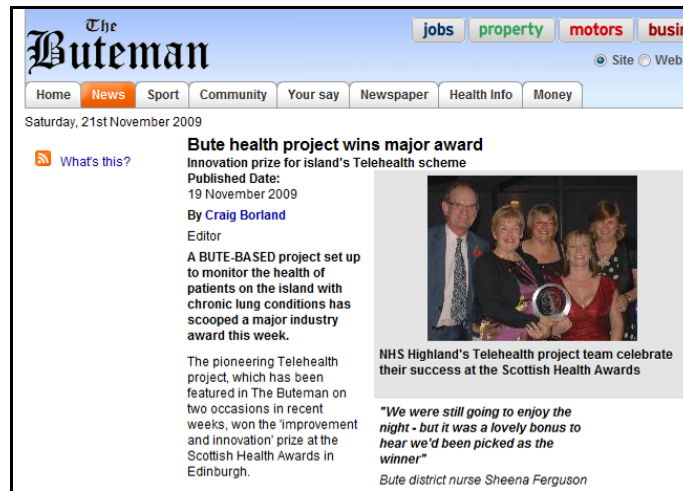 The
Buteman
jobs property motors busi
Site Web
Home News Sport Community Your say Newspaper Health Info Money
Saturday, 21st November 2009
What's this?
Bute health project wins major award
Innovation prize for island's Telehealth scheme
Published Date:
19 November 2009
By Craig Borland
Editor
A BUTE-BASED project set up
to monitor the health of
patients on the island with
chronic lung conditions has
scooped a major industry
award this week.
The pioneering Telehealth
project, which has been
featured in The Buteman on
two occasions in recent
weeks, won the 'improvement
and innovation' prize at the
Scottish Health Awards in
Edinburgh.
NHS Highland's Telehealth project team celebrate
their success at the Scottish Health Awards
"We were still going to enjoy the
night - but it was a lovely bonus to
hear we'd been picked as the
winner"
Bute district nurse Sheena Ferguson